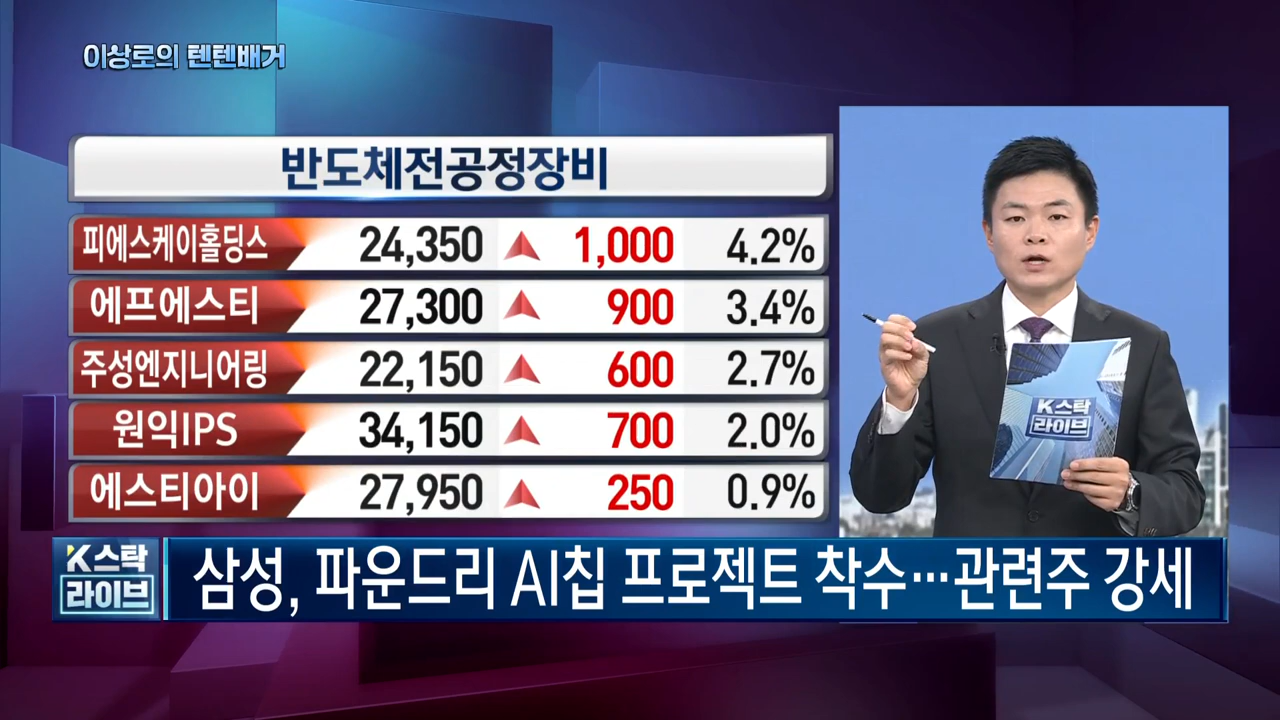 이상로의 텐텐배거
반도체전공정장비
피에스케이홀딩스 24,350 ▲ 1,000 4.2%
에프에스티 27,300 ▲ 900 3.4%
주성엔지니어링 22,150 ▲ 600 2.7%
원익IPS 34,150 ▲ 700 2.0%
에스티아이 27,950 ▲ 250 0.9%
K스탁
라이브
K스탁
라이브
삼성, 파운드리 AI칩 프로젝트 착수…관련주 강세